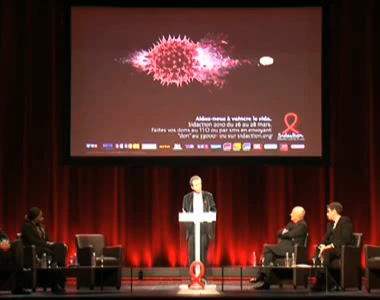 Aidez-nous à vaincre le sida.
Sidaction 2010 du 26 au 28 mars.
Faites vos dons au 110 ou par sms en envoyant
"don" au 33000 ou sur sidaction.org
Sidaction